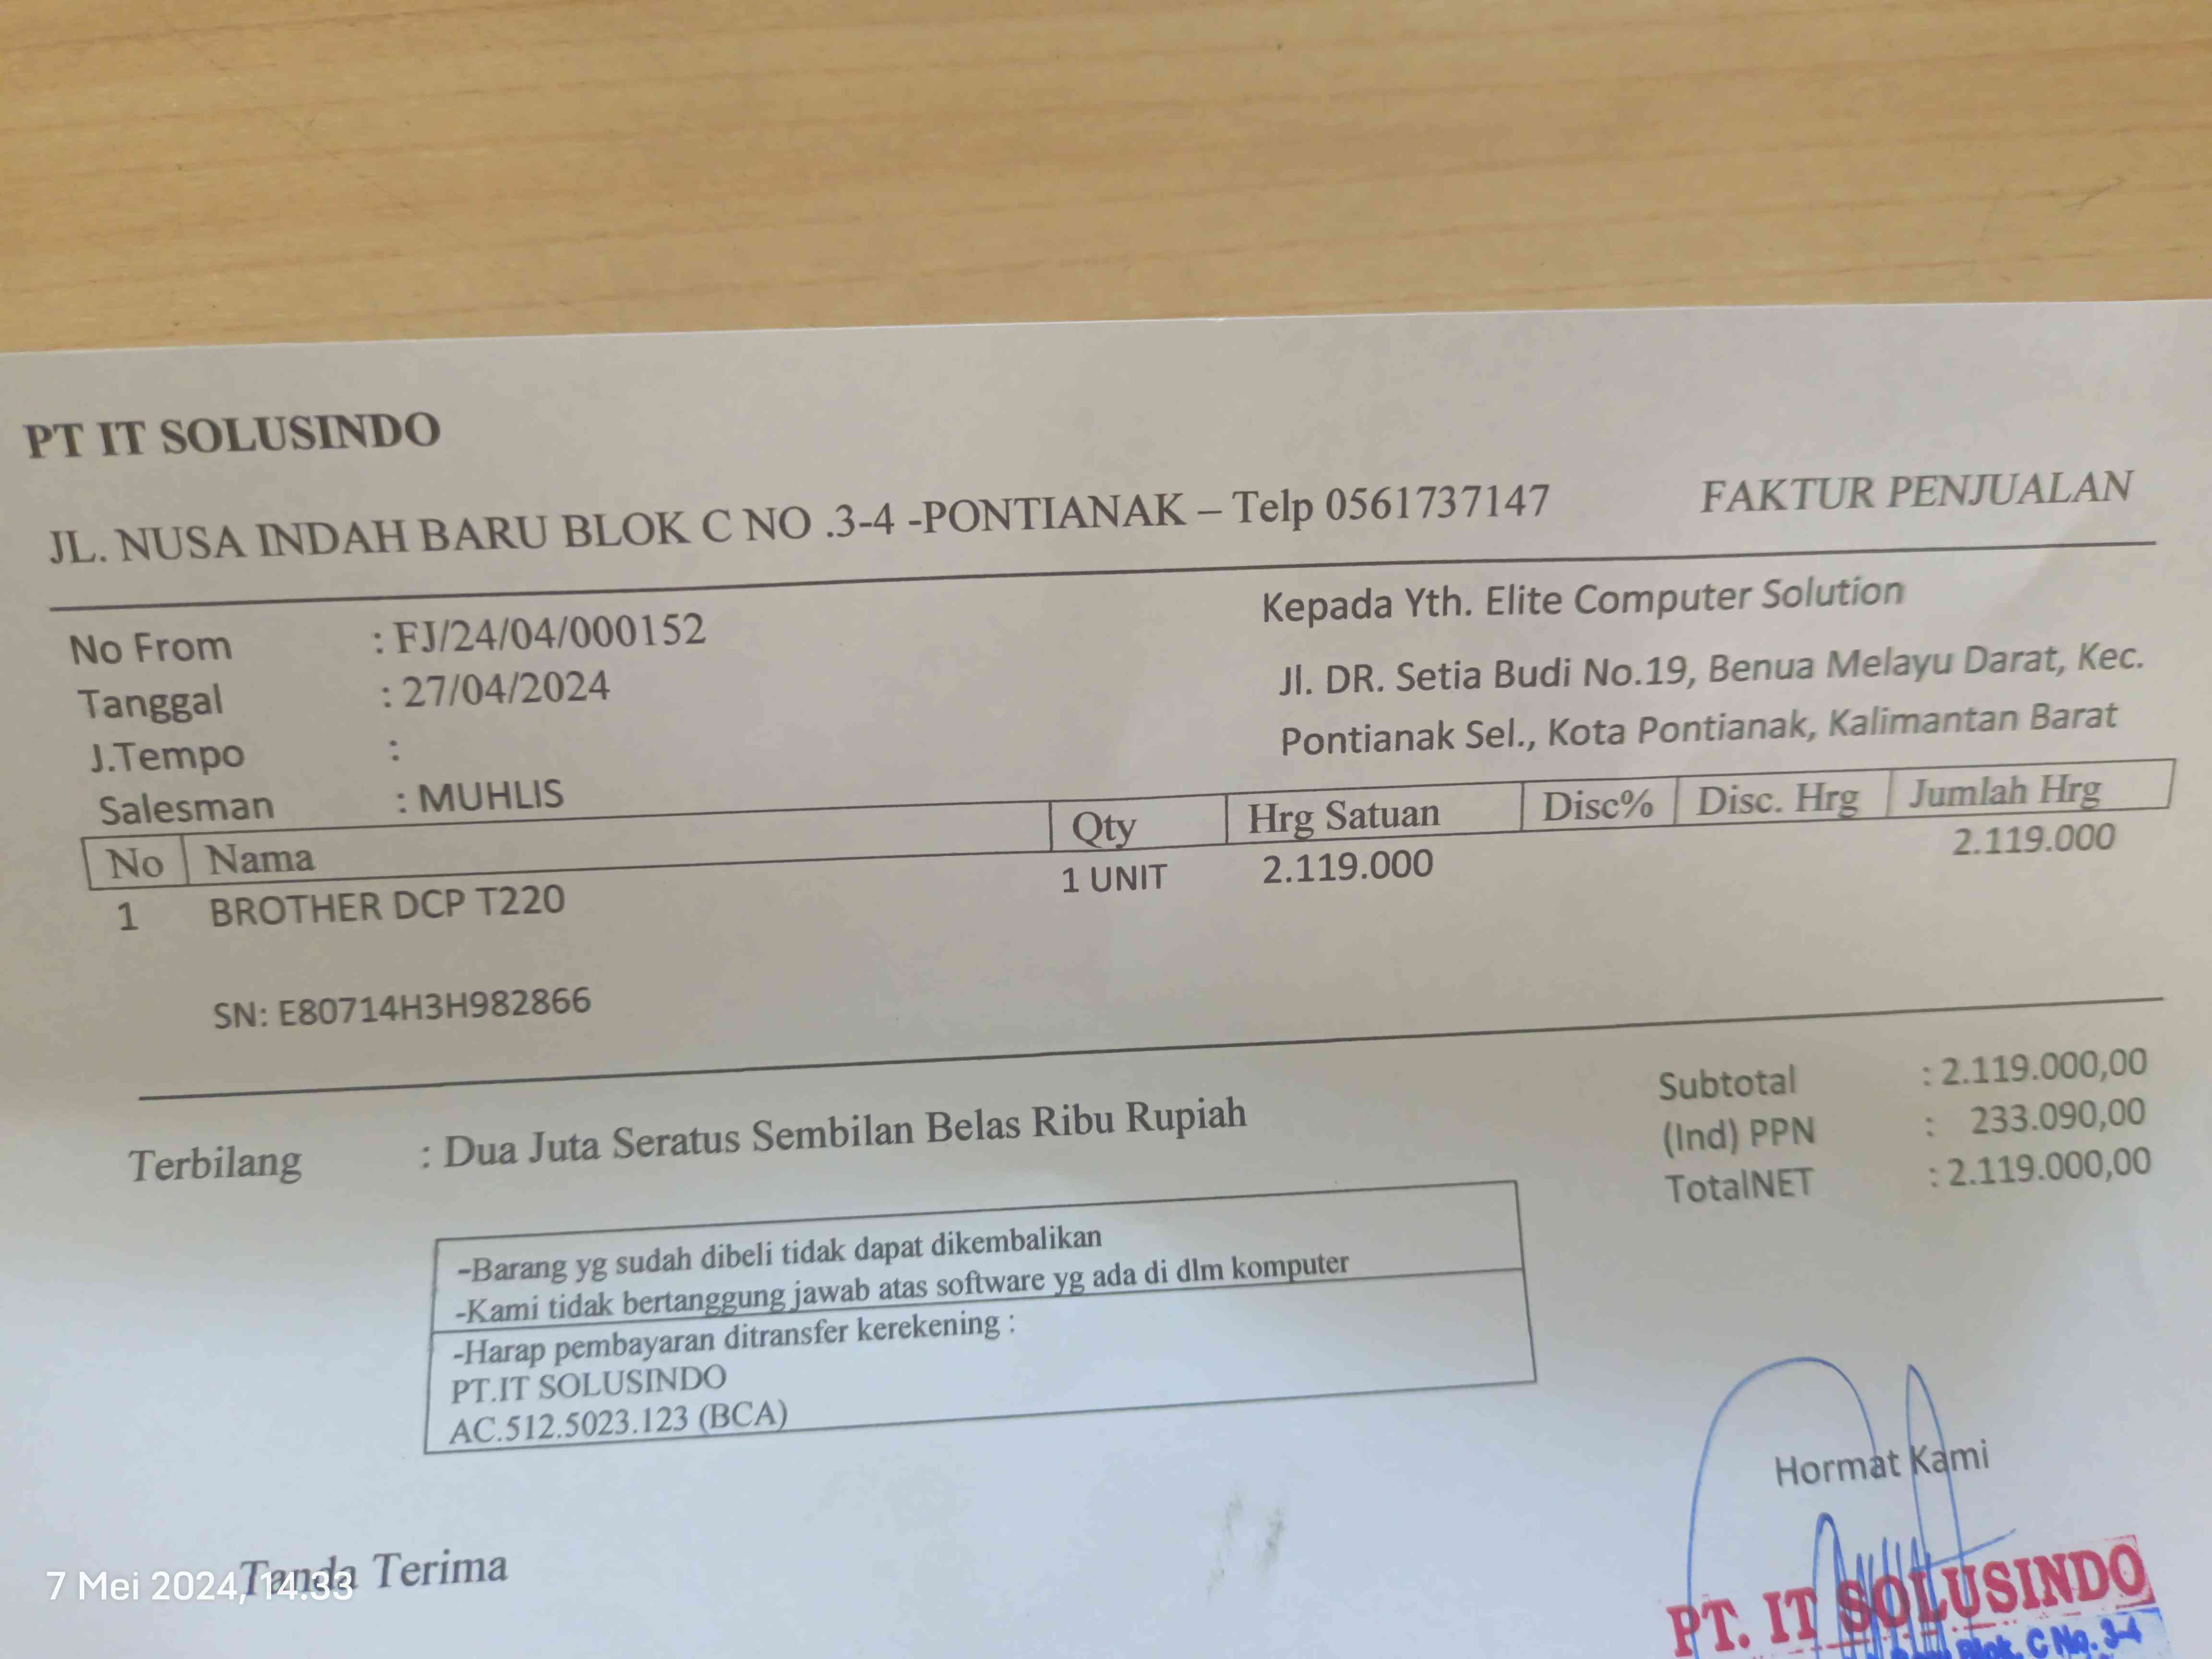 PT IT SOLUSINDO
JL. NUSA INDAH BARU BLOK C NO .3-4 -PONTIANAK – Telp 0561737147 FAKTUR PENJUALAN
No From : FJ/24/04/000152
Tanggal : 27/04/2024
J.Tempo :
Salesman : MUHLIS
Kepada Yth. Elite Computer Solution
Jl. DR. Setia Budi No.19, Benua Melayu Darat, Kec.
Pontianak Sel., Kota Pontianak, Kalimantan Barat
No Nama Qty Hrg Satuan Disc% Disc. Hrg Jumlah Hrg
1 BROTHER DCP T220 1 UNIT 2.119.000 2.119.000
SN: E80714H3H982866
Terbilang : Dua Juta Seratus Sembilan Belas Ribu Rupiah
Subtotal : 2.119.000,00
(Ind) PPN : 233.090,00
TotalNET : 2.119.000,00
-Barang yg sudah dibeli tidak dapat dikembalikan
-Kami tidak bertanggung jawab atas software yg ada di dlm komputer
-Harap pembayaran ditransfer kerekening :
PT.IT SOLUSINDO
AC.512.5023.123 (BCA)
Hormat Kami
Tanda Terima
7 Mei 2024, 14.33
PT. IT SOLUSINDO
Blok. C No. 3-4